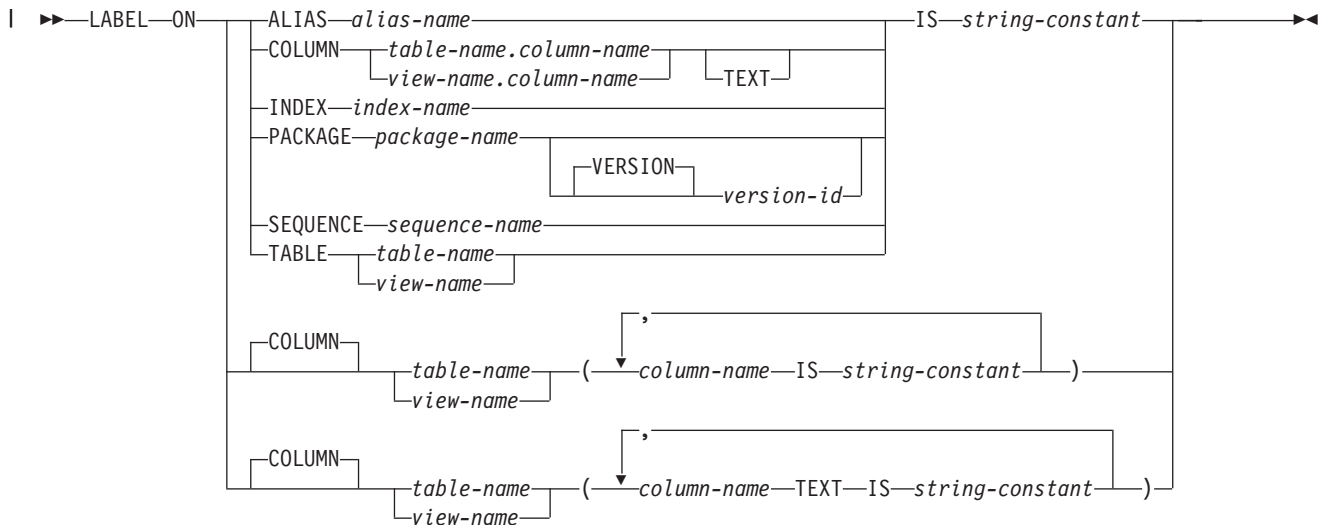 LABEL ON ALIAS alias-name IS string-constant
COLUMN table-name.column-name
view-name.column-name TEXT
INDEX index-name
PACKAGE package-name
VERSION
version-id
SEQUENCE sequence-name
TABLE table-name
view-name
,
COLUMN
table-name ( column-name IS string-constant )
view-name
,
COLUMN
table-name ( column-name TEXT IS string-constant )
view-name